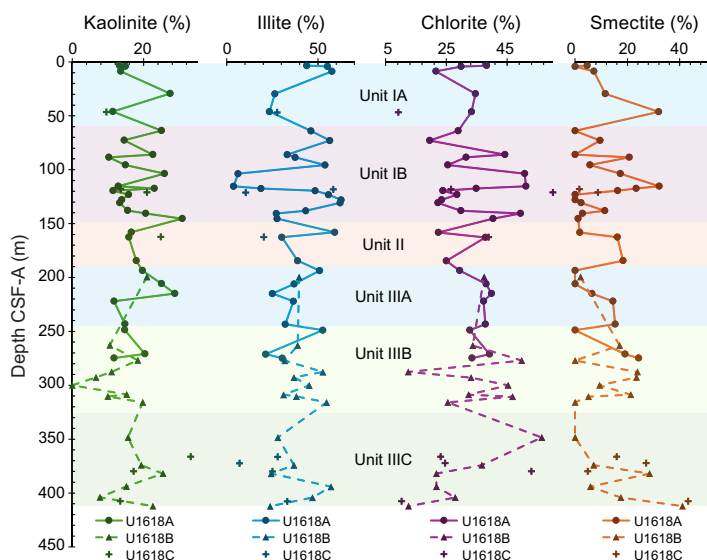 Kaolinite (%) Illite (%) Chlorite (%) Smectite (%)
0 20 0 50 5 45 0 20 40
Depth CSF-A (m)
0
50
100
150
200
250
300
350
400
450
Unit IA
Unit IB
Unit II
Unit IIIA
Unit IIIB
Unit IIIC
U1618A U1618A U1618A U1618A
U1618B U1618B U1618B U1618B
U1618C U1618C U1618C U1618C